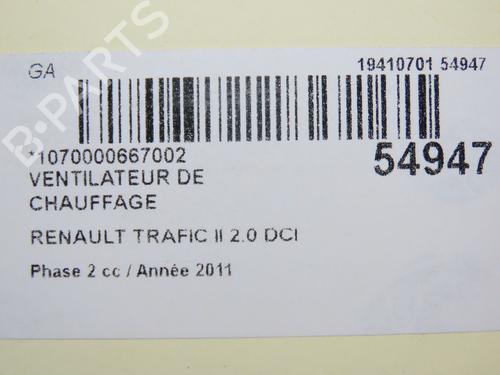 GA
19410701 54947
*1070000667002
54947
VENTILATEUR DE
CHAUFFAGE
RENAULT TRAFIC II 2.0 DCI
Phase 2 cc / Année 2011
B-PARTS